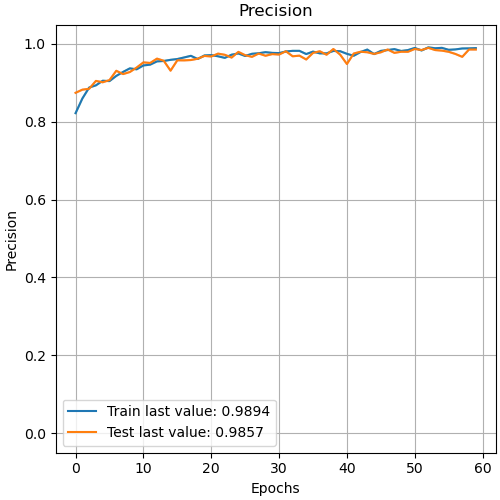 Precision
1.0
0.8
0.6
0.4
0.2
0.0
Precision
Train last value: 0.9894
Test last value: 0.9857
0 10 20 30 40 50 60
Epochs